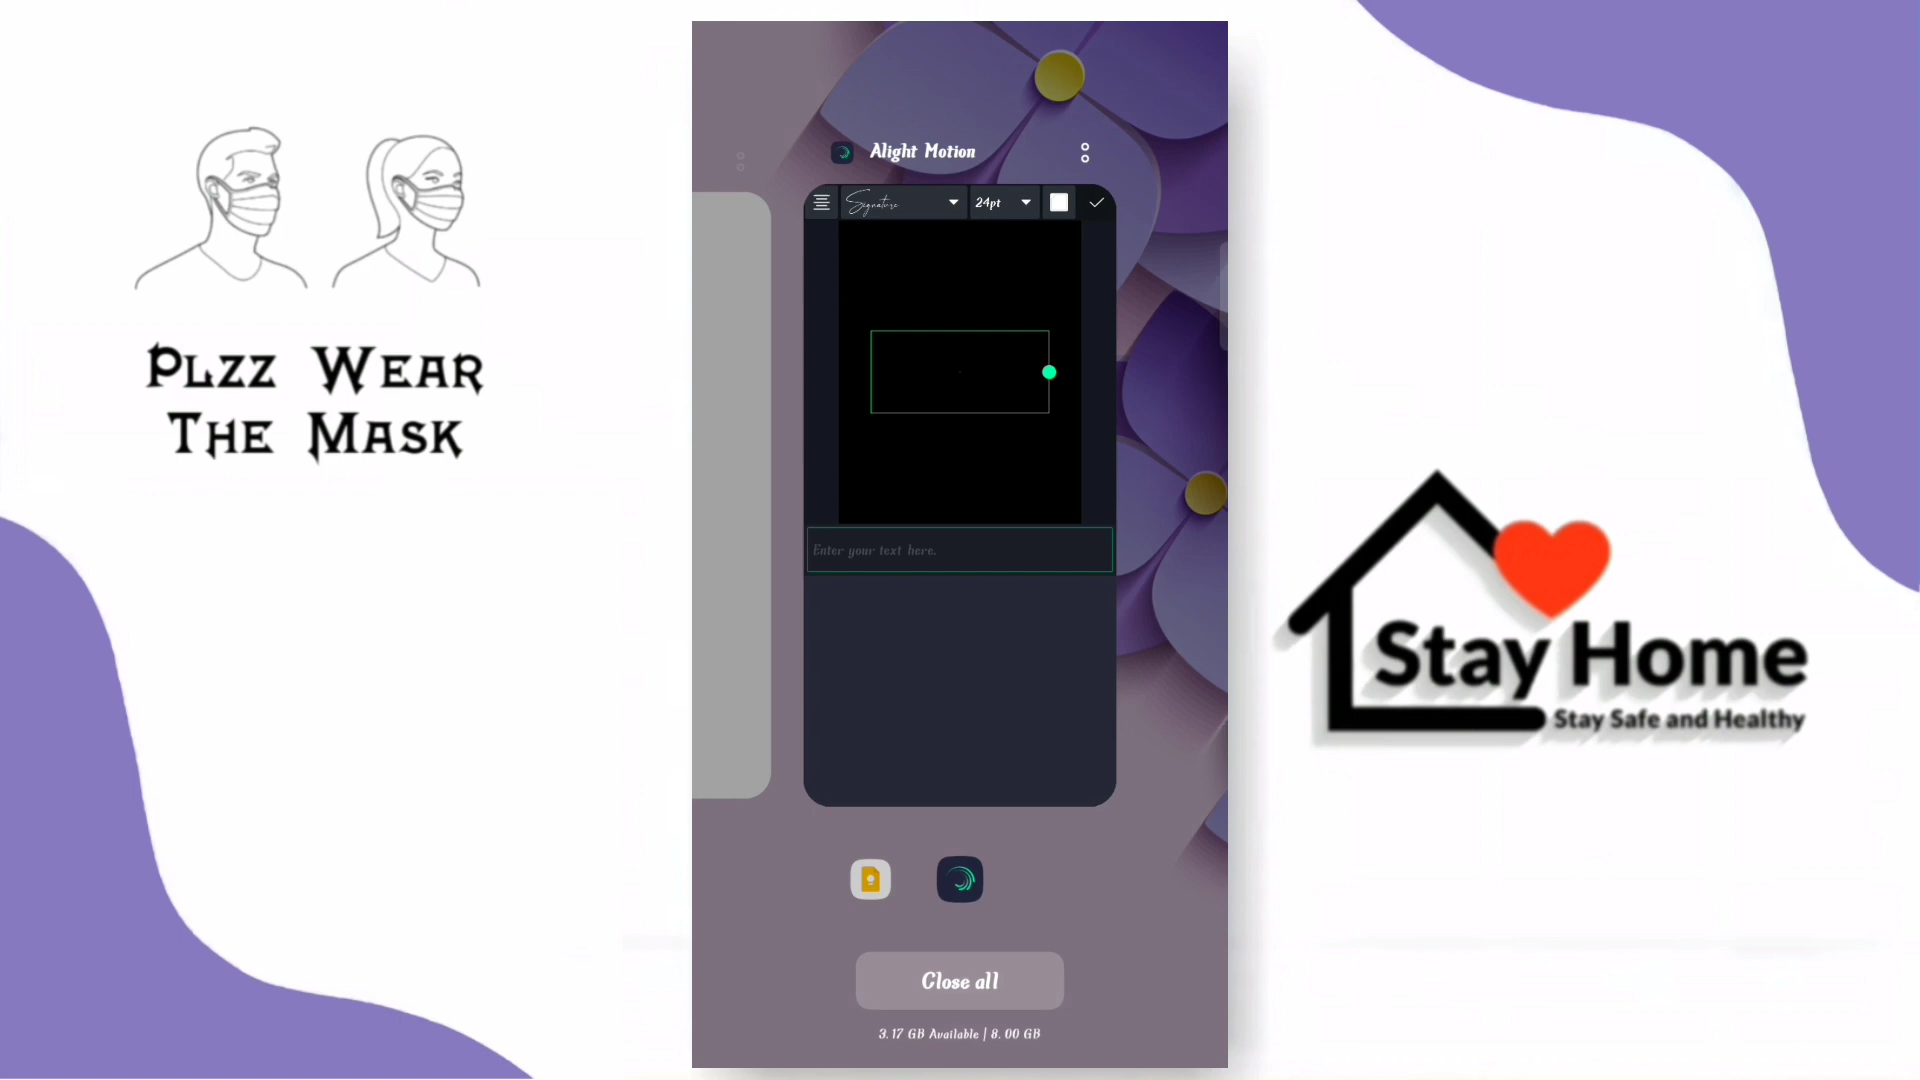 Plzz Wear
The Mask
Alight Motion
Signature
24pt
Enter your text here.
Close all
3.17 GB Available | 8.00 GB
Stay Home
Stay Safe and Healthy